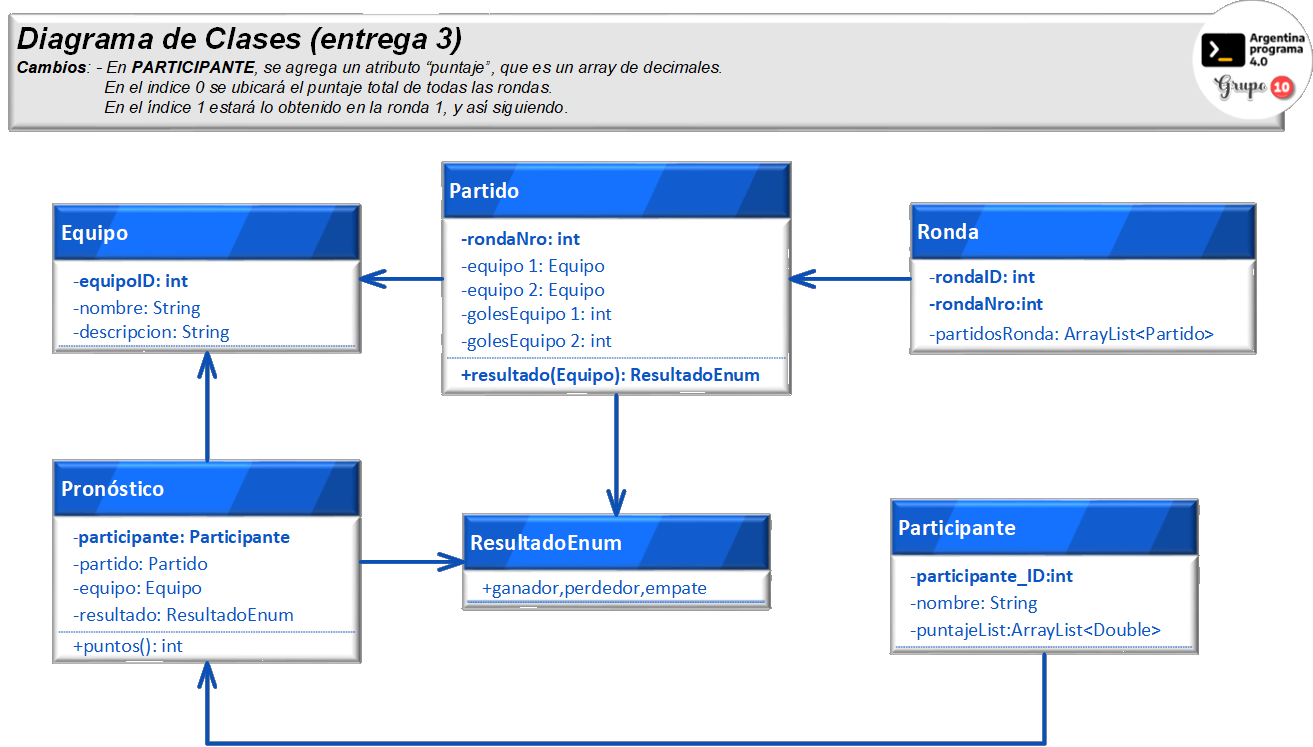 Diagrama de Clases (entrega 3)
Cambios: - En PARTICIPANTE, se agrega un atributo “puntaje”, que es un array de decimales.
En el indice 0 se ubicará el puntaje total de todas las rondas.
En el índice 1 estará lo obtenido en la ronda 1, y así siguiendo.
Argentina
programa
4.0
Grupo 10
Partido
-rondaNro: int
-equipo 1: Equipo
-equipo 2: Equipo
-golesEquipo 1: int
-golesEquipo 2: int
+resultado(Equipo): ResultadoEnum
Equipo
-equipoID: int
-nombre: String
-descripcion: String
Ronda
-rondaID: int
-rondaNro:int
-partidosRonda: ArrayList<Partido>
Pronóstico
-participante: Participante
-partido: Partido
-equipo: Equipo
-resultado: ResultadoEnum
+puntos(): int
ResultadoEnum
+ganador,perdedor,empate
Participante
-participante_ID:int
-nombre: String
-puntajeList:ArrayList<Double>